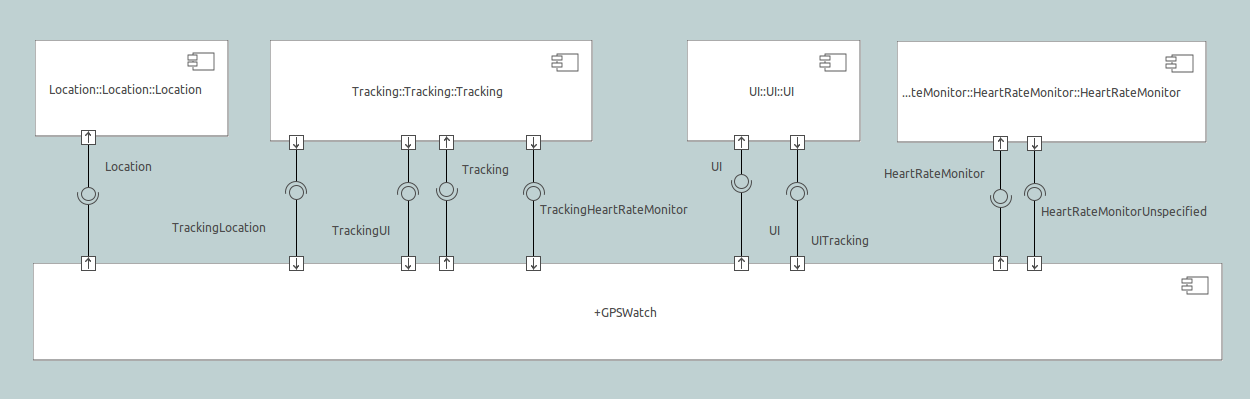 Location::Location::Location
Tracking::Tracking::Tracking
UI::UI::UI
...teMonitor::HeartRateMonitor::HeartRateMonitor
Location
Tracking
UI
HeartRateMonitor
TrackingHeartRateMonitor
HeartRateMonitorUnspecified
TrackingLocation
TrackingUI
UI
UITracking
+GPSWatch